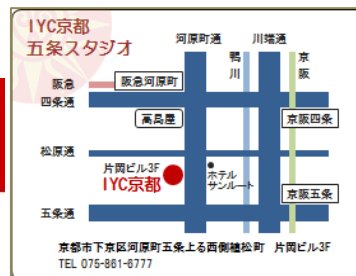 IYC京都
五条スタジオ
河原町通
川端通
鴨川
京阪
阪急
阪急河原町
四条通
高島屋
京阪四条
松原通
片岡ビル3F
IYC京都
ホテル
サンルート
京阪五条
五条通
京都市下京区河原町五条上る西側植松町 片岡ビル3F
TEL 075-861-6777